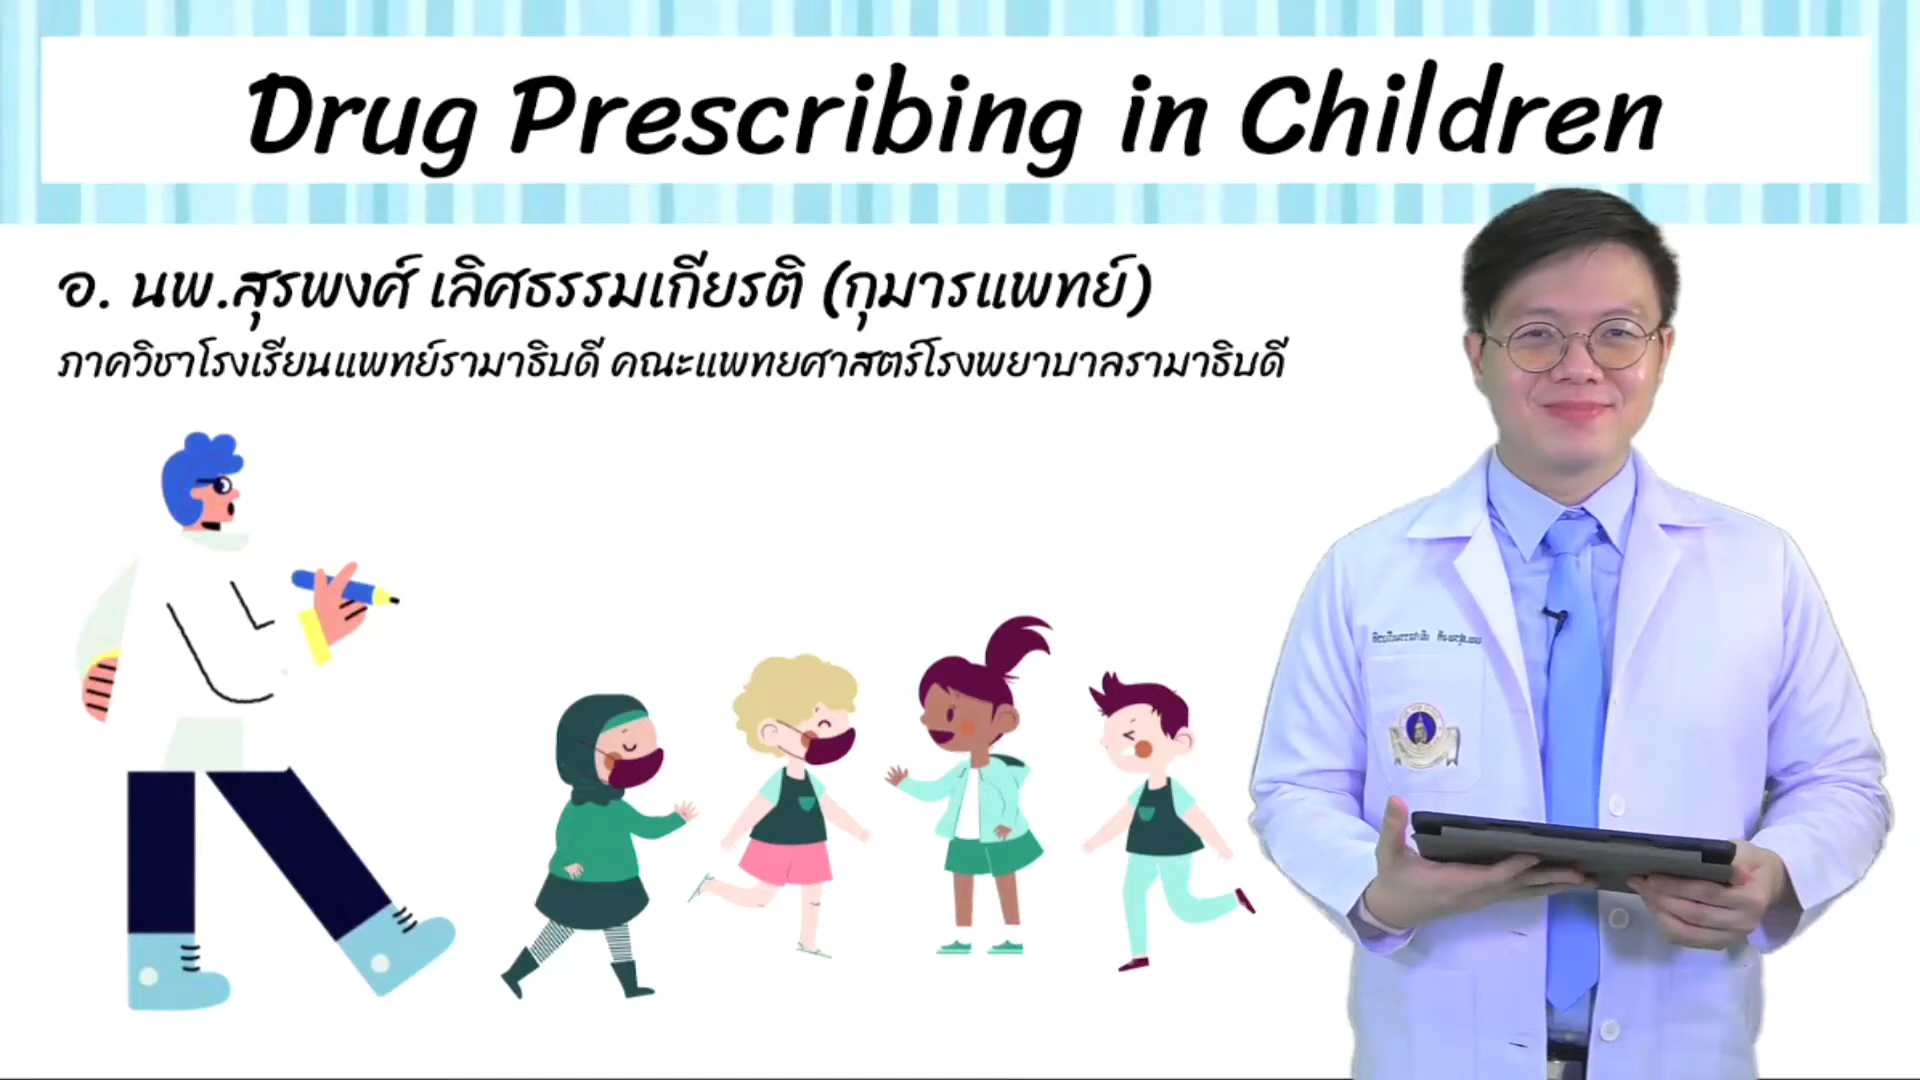 Drug Prescribing in Children
อ. นพ.สุรพงศ์ เลิศธรรมเกียรติ (กุมารแพทย์)
ภาควิชาโรงเรียนแพทย์รามาธิบดี คณะแพทยศาสตร์โรงพยาบาลรามาธิบดี